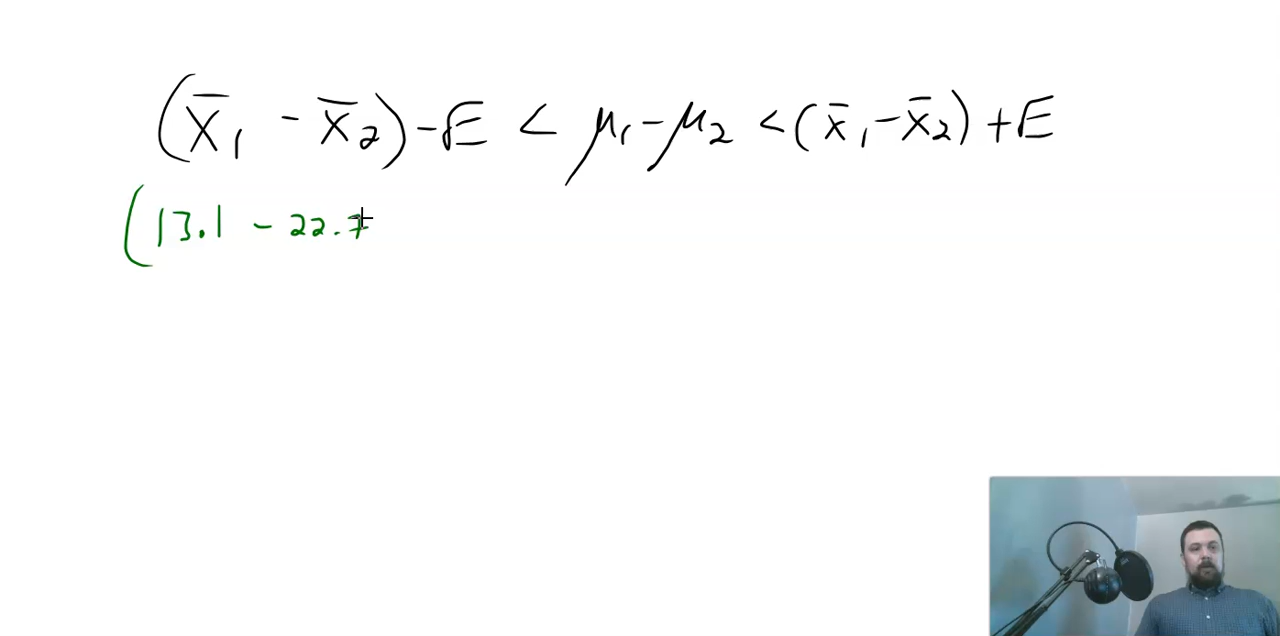 (x̄₁ - x̄₂) - E < μ₁ - μ₂ < (x̄₁ - x̄₂) + E
(13.1 - 22.7